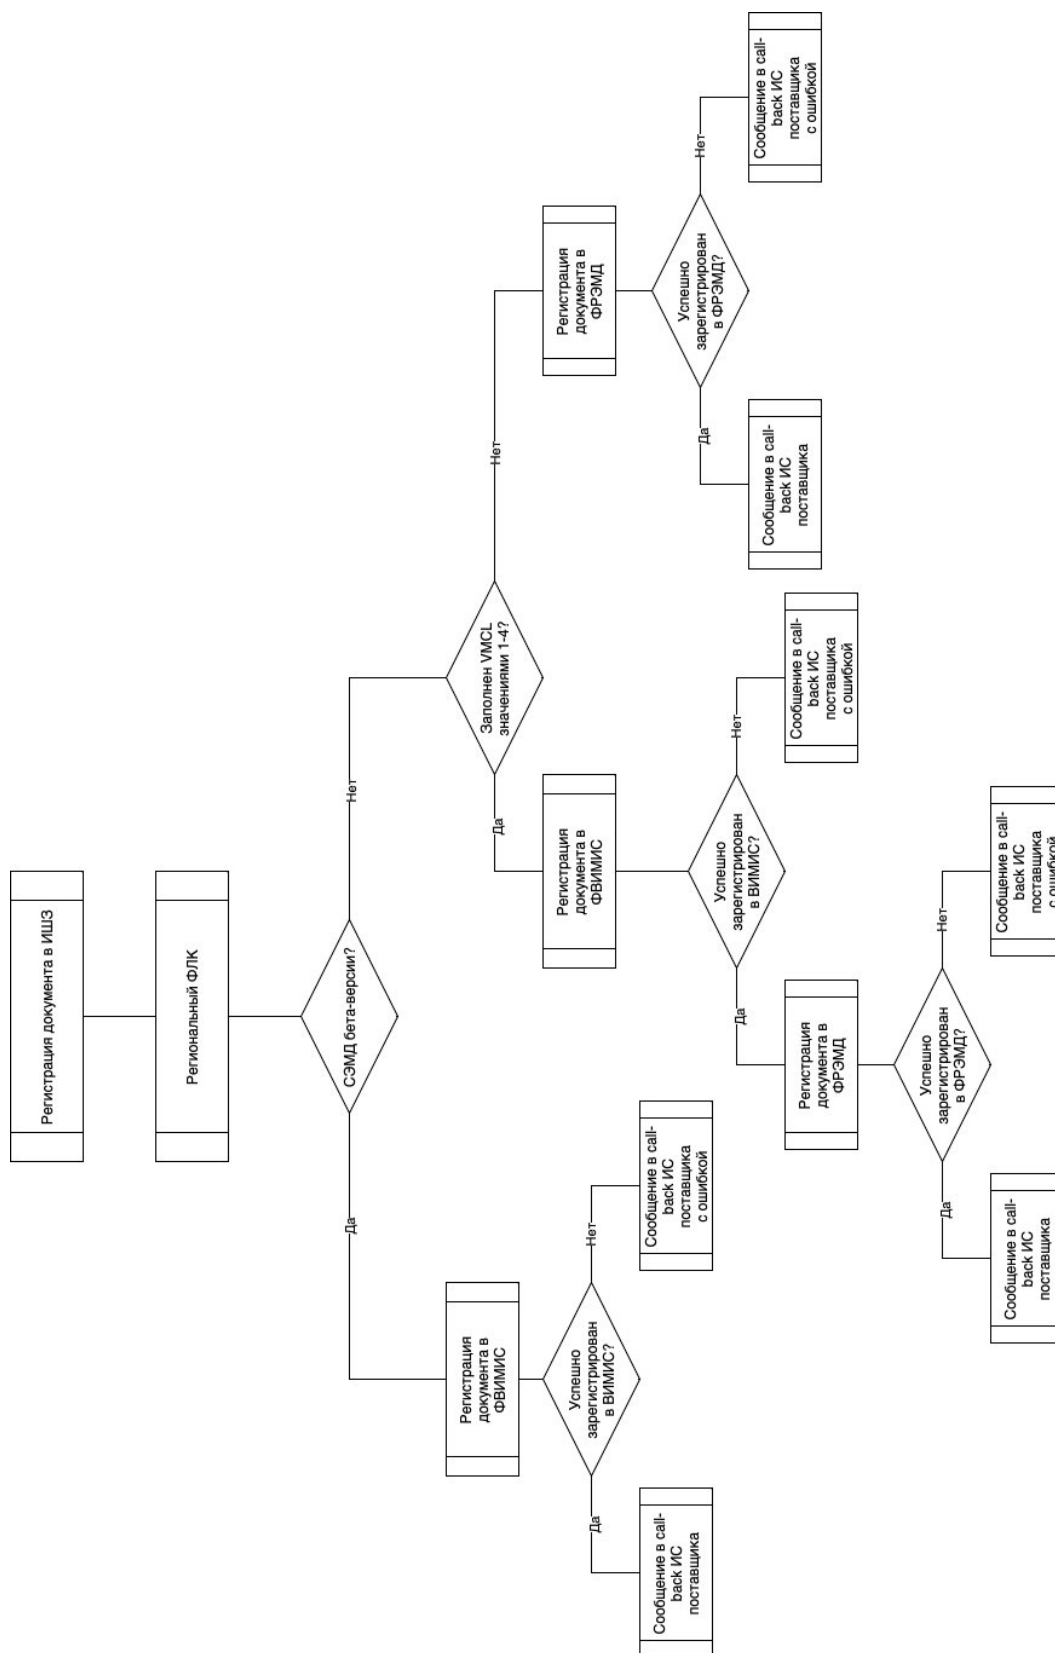 Регистрация документа в ИШЗ
Региональный ФЛК
СЭМД бета-версии?
Да
Нет
Регистрация
документа в
ФВИМИС
Успешно
зарегистрирован
в ВИМИС?
Да
Нет
Сообщение в call-
back ИС
поставщика
Сообщение в call-
back ИС
поставщика
с ошибкой
Заполнен VMCL
значениями 1-4?
Да
Нет
Регистрация
документа в
ФВИМИС
Успешно
зарегистрирован
в ВИМИС?
Да
Нет
Регистрация
документа в
ФРЭМД
Сообщение в call-
back ИС
поставщика
с ошибкой
Успешно
зарегистрирован
в ФРЭМД?
Да
Нет
Сообщение в call-
back ИС
поставщика
Сообщение в call-
back ИС
поставщика
с ошибкой
Регистрация
документа в
ФРЭМД
Успешно
зарегистрирован
в ФРЭМД?
Да
Нет
Сообщение в call-
back ИС
поставщика
Сообщение в call-
back ИС
поставщика
с ошибкой